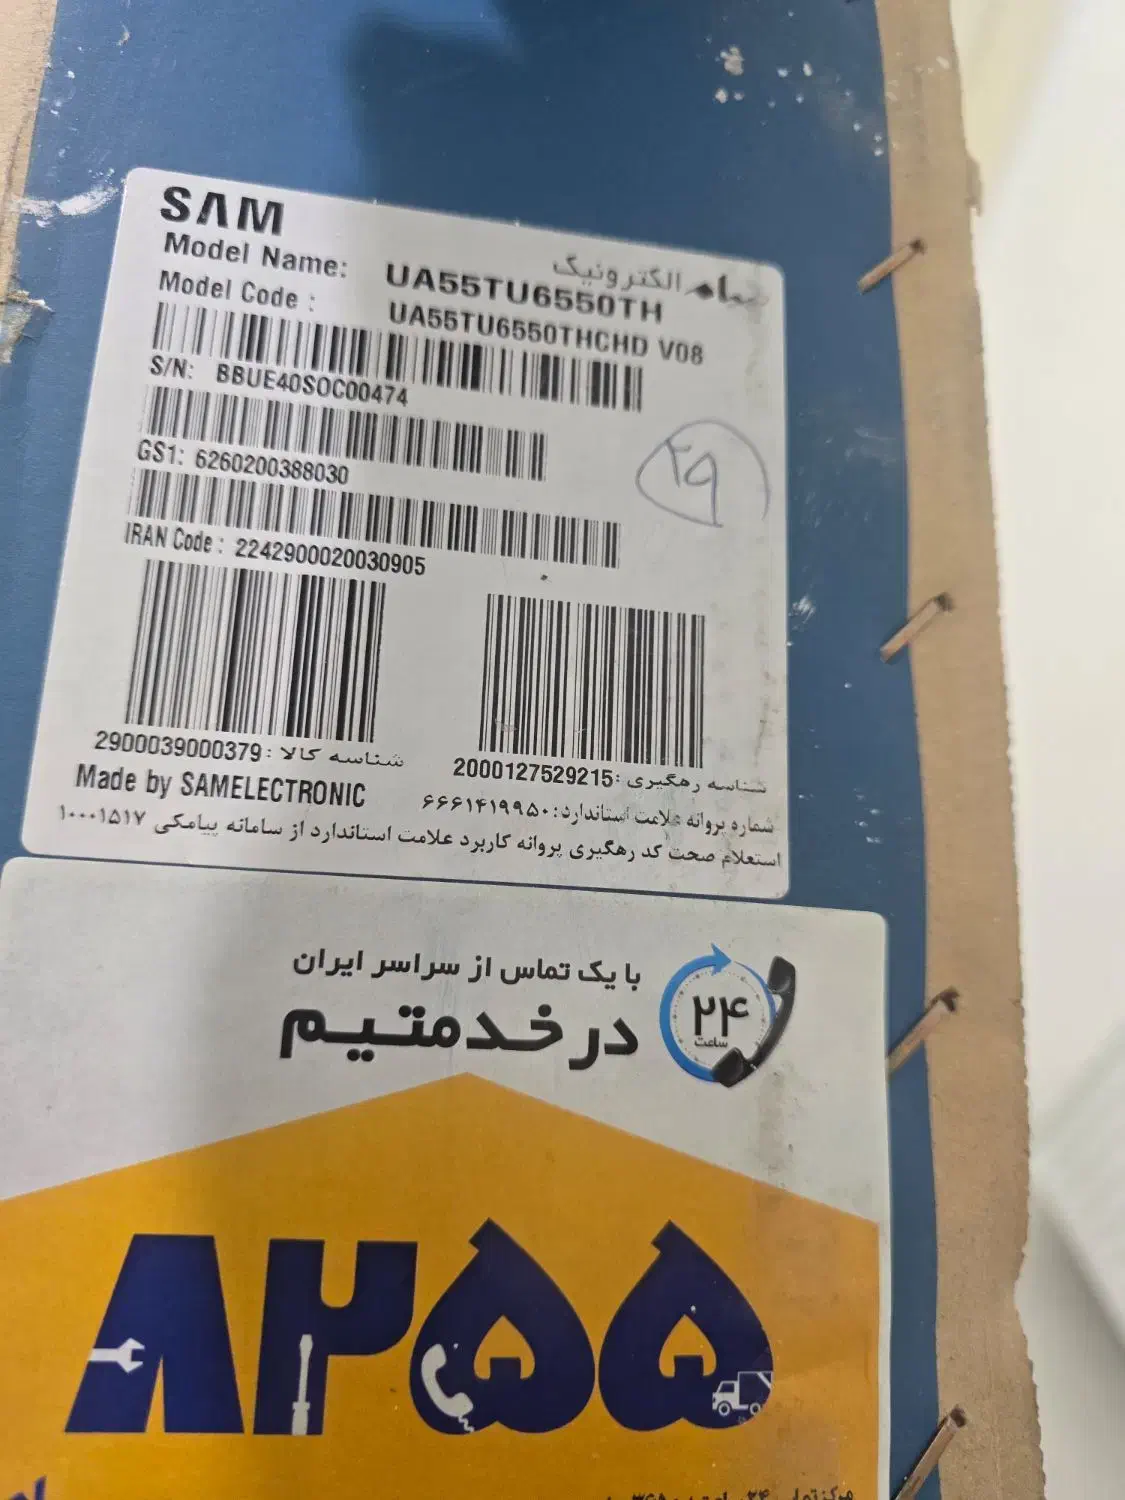 SAM
سام الکترونیک
Model Name: UA55TU6550TH
Model Code : UA55TU6550THCHD V08
S/N: BBUE40SOC00474
GS1: 6260200388030
IRAN Code : 2242900020030905
۲۹
شناسه کالا : 2900039000379
شناسه رهگیری : 2000127529215
Made by SAMELECTRONIC
شماره پروانه علامت استاندارد: ۶۶۶۱۴۱۹۹۵۰
استعلام صحت کد رهگیری پروانه کاربرد علامت استاندارد از سامانه پیامکی ۱۰۰۰۱۵۱۷
با یک تماس از سراسر ایران
در خدمتیم
۲۴
ساعت
۸۲۵۵